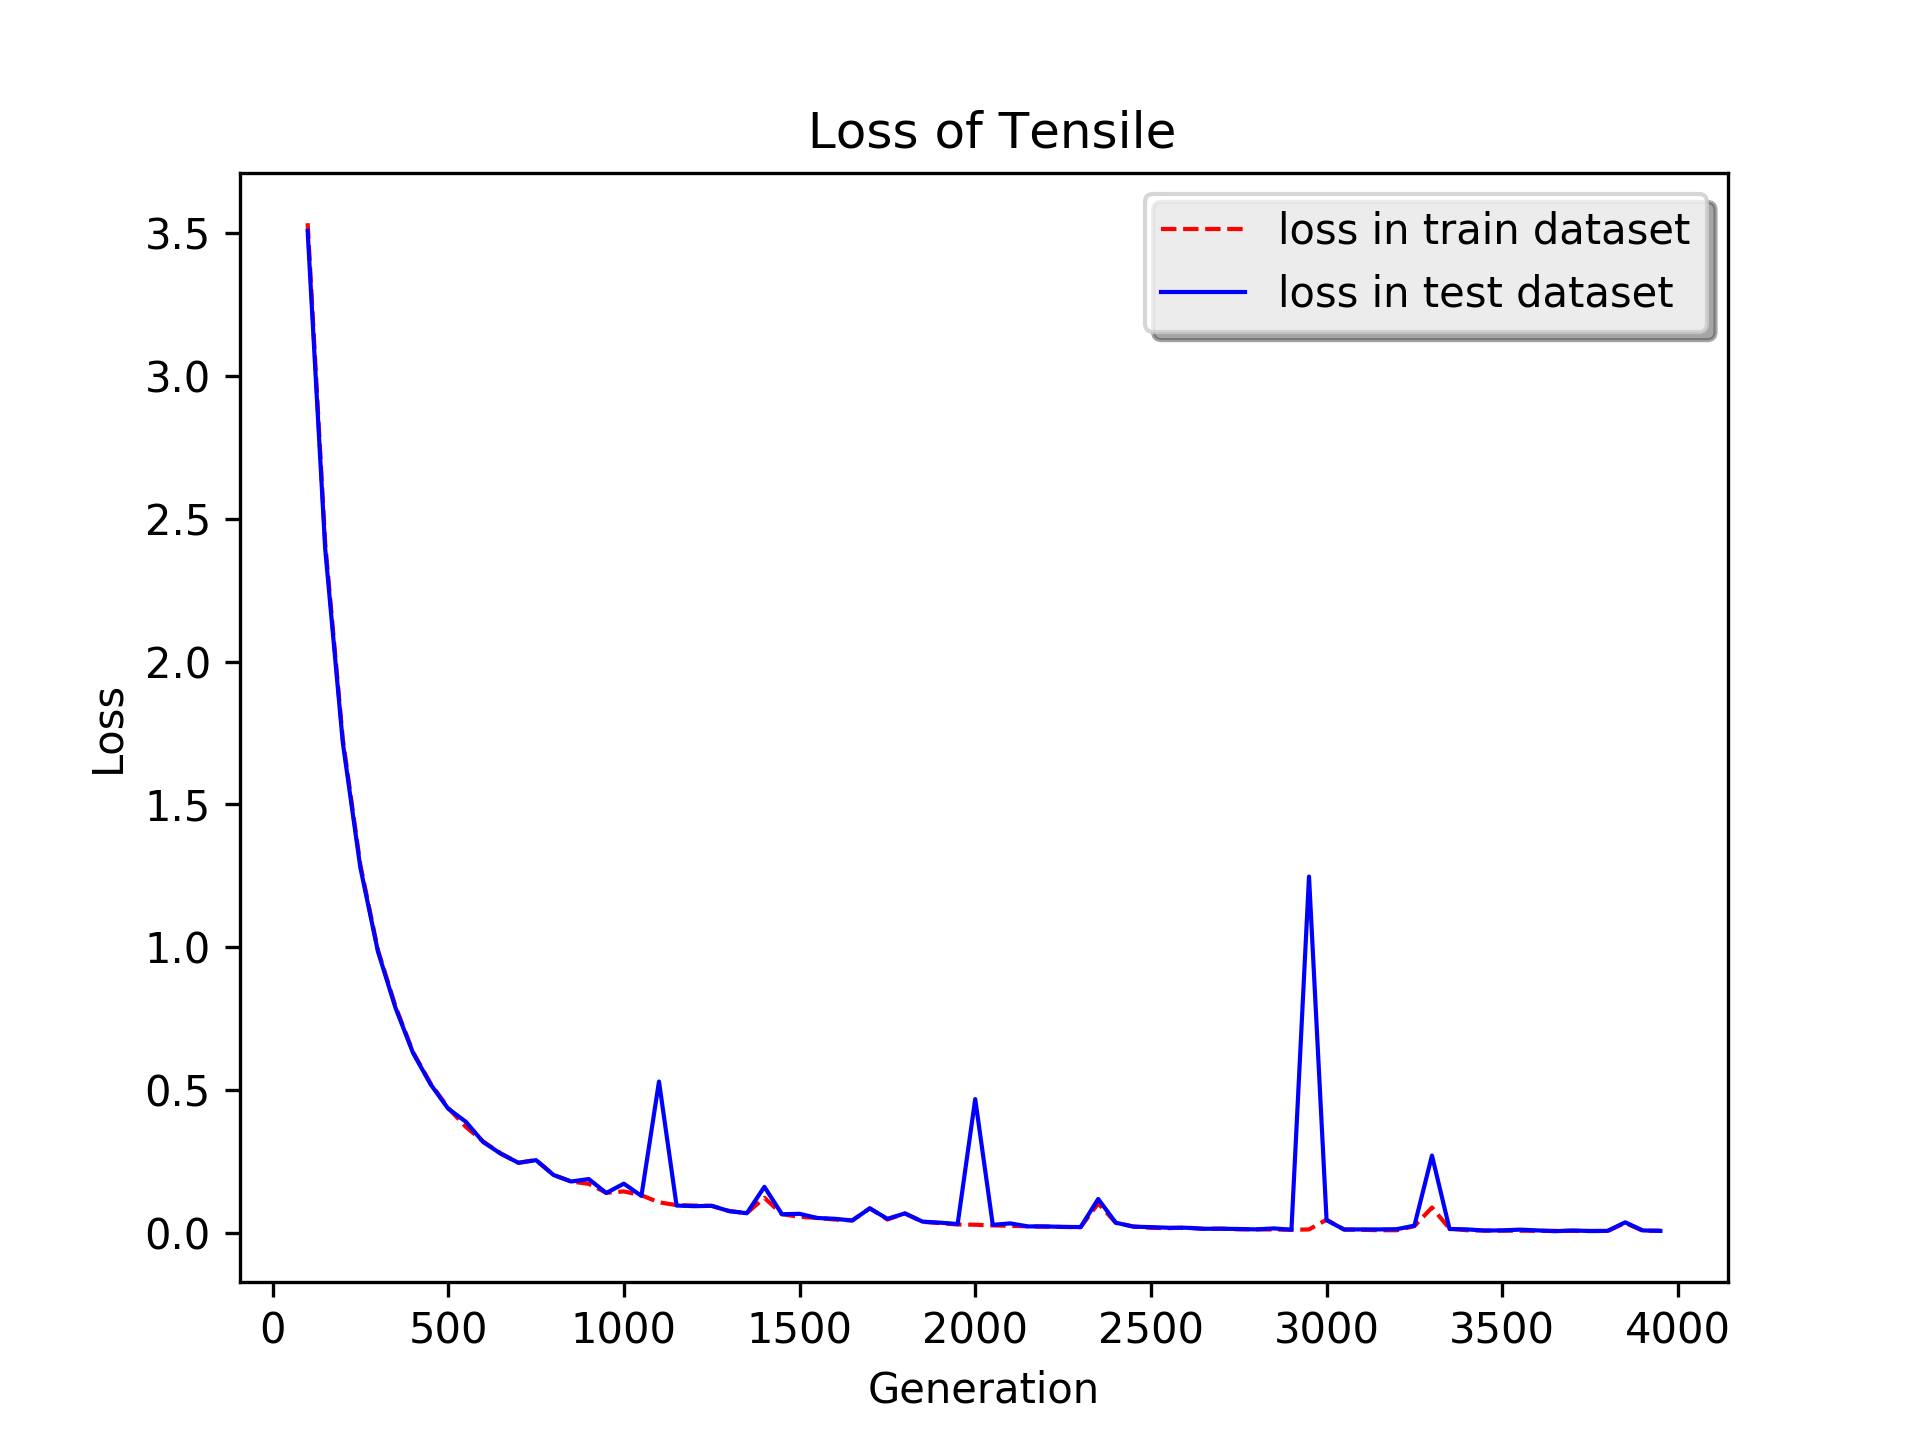 Loss of Tensile
loss in train dataset
loss in test dataset
3.5
3.0
2.5
2.0
1.5
1.0
0.5
0.0
Loss
0 500 1000 1500 2000 2500 3000 3500 4000
Generation